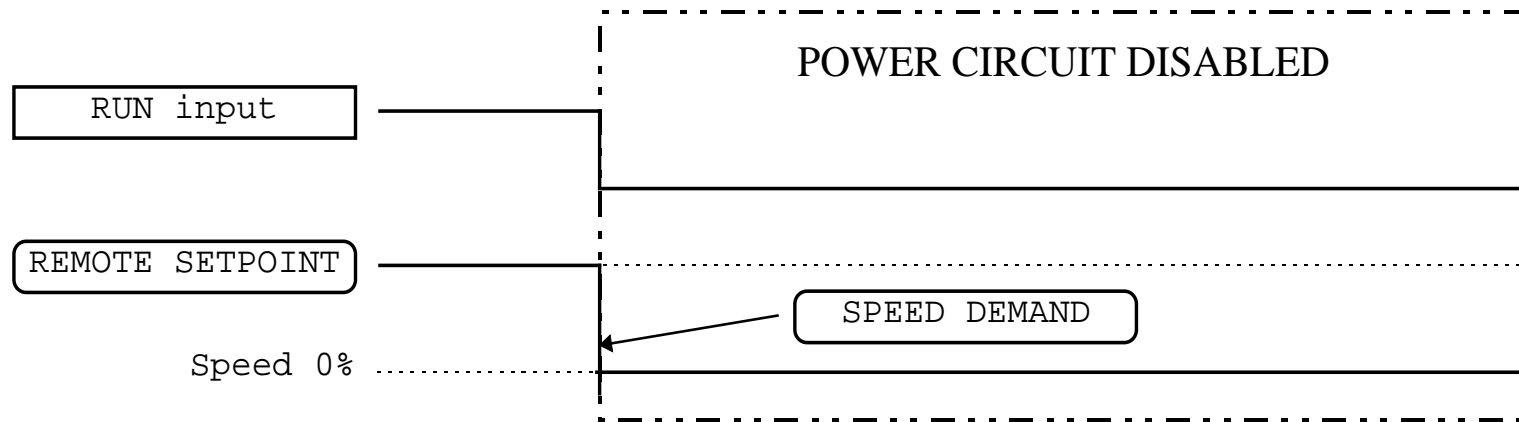 POWER CIRCUIT DISABLED
RUN input
REMOTE SETPOINT
SPEED DEMAND
Speed 0%